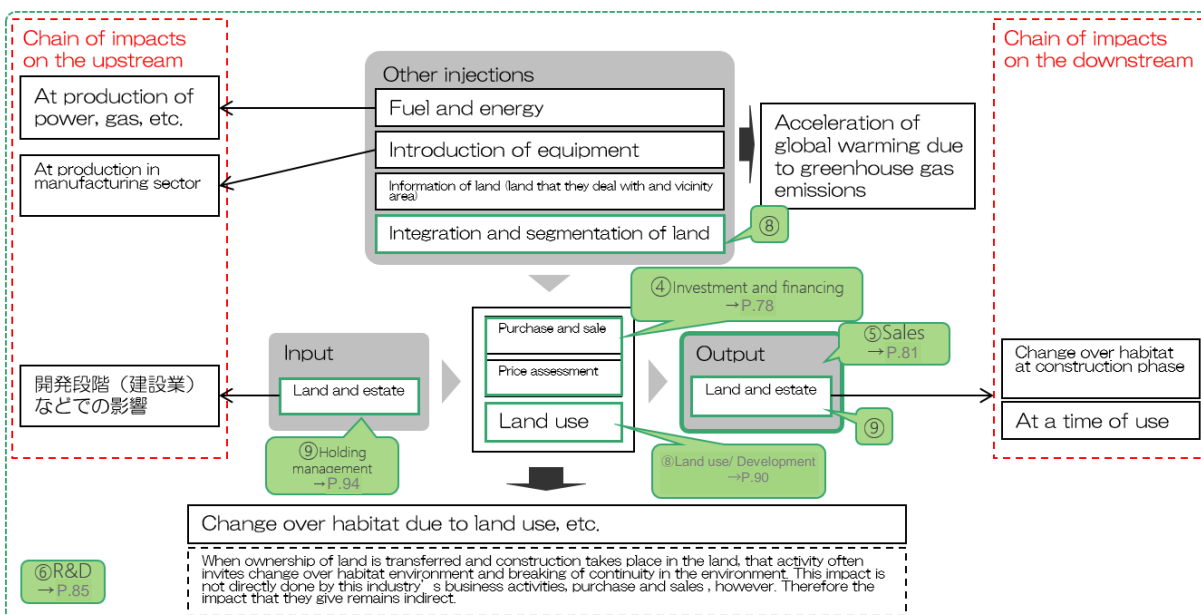 Chain of impacts
on the upstream
At production of
power, gas, etc.
At production in
manufacturing sector
開発段階（建設業）
などでの影響
Other injections
Fuel and energy
Introduction of equipment
Information of land (land that they deal with and vicinity
area)
Integration and segmentation of land
⑧
Acceleration of
global warming due
to greenhouse gas
emissions
Chain of impacts
on the downstream
Change over habitat
at construction phase
At a time of use
④Investment and financing
→P.78
Purchase and sale
Price assessment
Land use
Input
Land and estate
⑨Holding
management
→P.94
Output
Land and estate
⑤Sales
→P.81
⑨
⑧Land use/ Development
→P.90
Change over habitat due to land use, etc.
When ownership of land is transferred and construction takes place in the land, that activity often
invites change over habitat environment and breaking of continuity in the environment. This impact is
not directly done by this industry’s business activities, purchase and sales , however. Therefore the
impact that they give remains indirect.
⑥R&D
→P.85